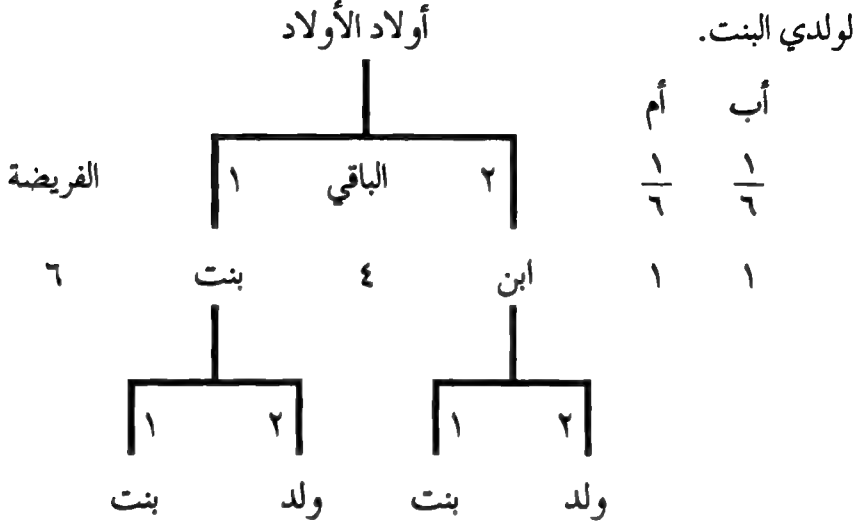 لولدي البنت. أولاد الأولاد
أب أم
١/٦ ١/٦ ٢ الباقي ١ الفريضة
١ ١ ابن ٤ بنت ٦
٢ ١ ٢ ١
ولد بنت ولد بنت